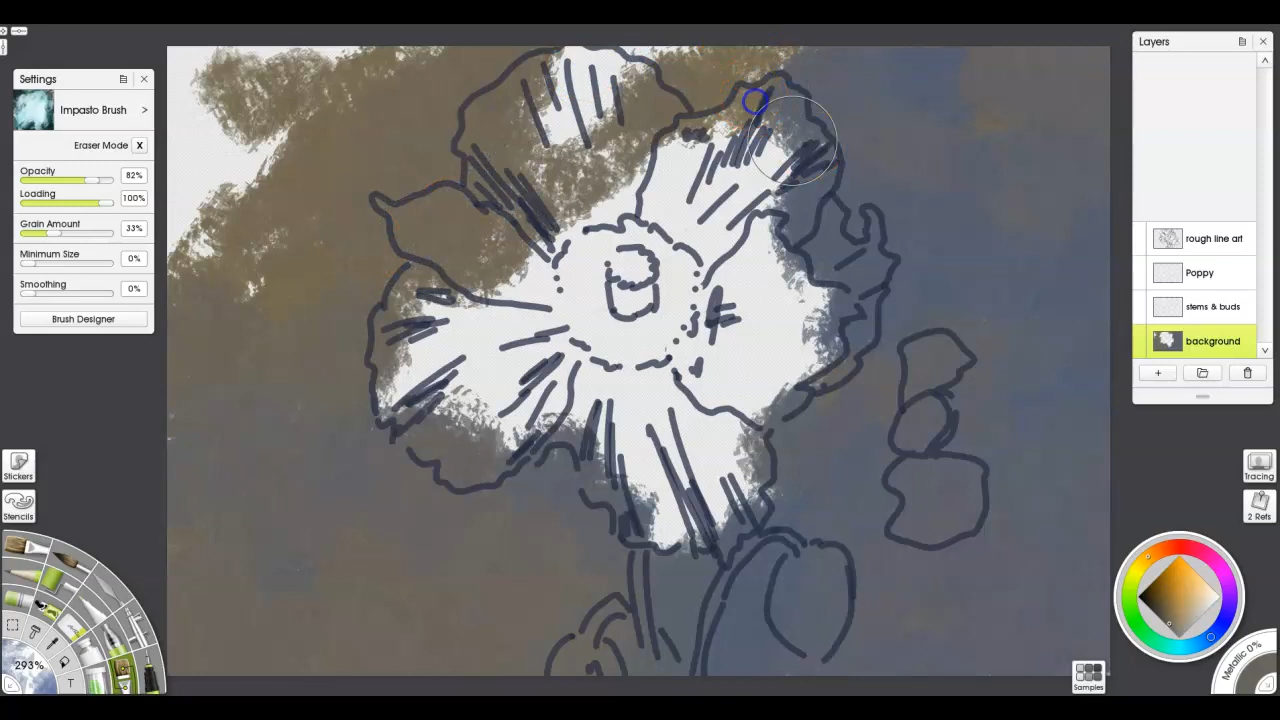 Settings
Impasto Brush >
Eraser Mode X
Opacity 82%
Loading 100%
Grain Amount 33%
Minimum Size 0%
Smoothing 0%
Brush Designer
Layers
rough line art
Poppy
stems & buds
background
Stickers
Stencils
293%
T
Tracing
2 Refs
Metallic 0%
Samples